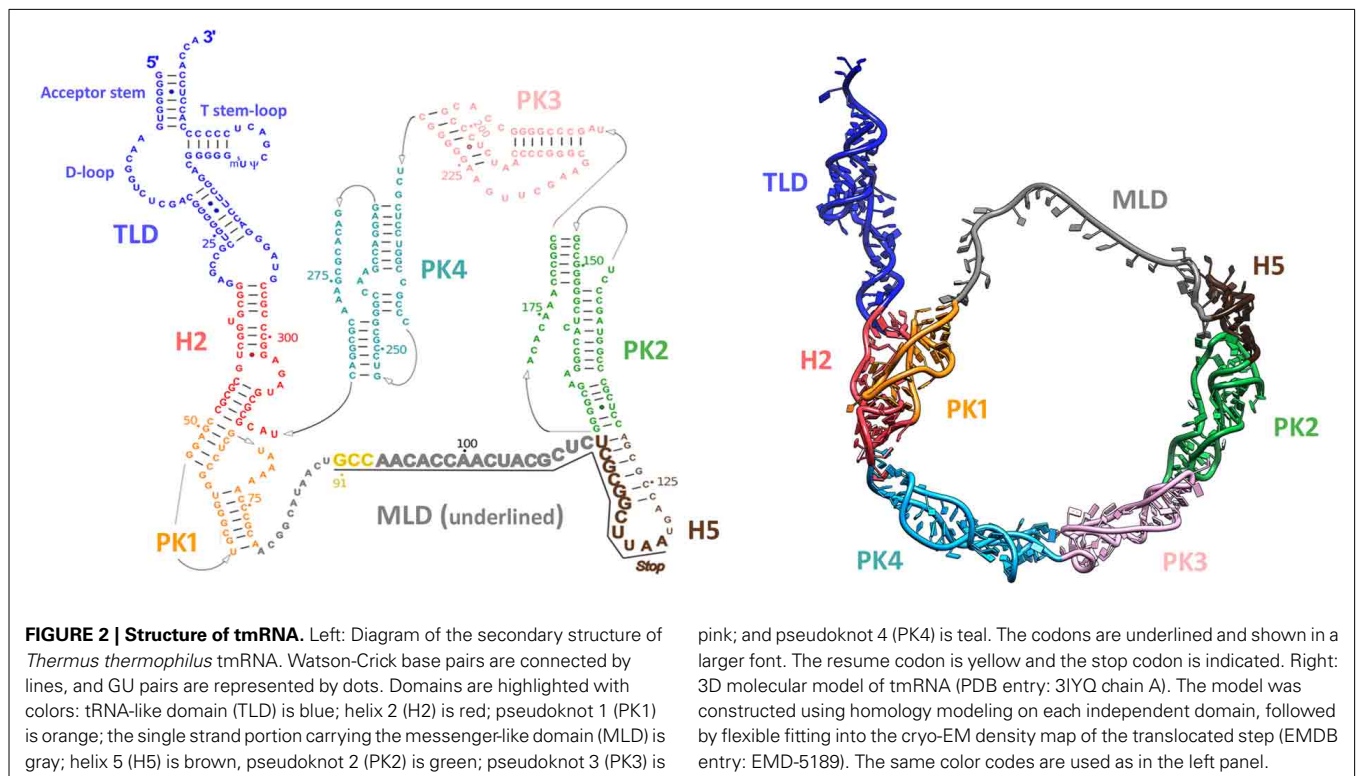 5'
3'
Acceptor stem
T stem-loop
D-loop
TLD
25
H2
300
50
75
PK1
PK4
275
250
PK3
225
150
175
PK2
100
GCC AACACCAACUACGCUCUCGCGGCUUUAA
91
MLD (underlined)
125
H5
Stop
TLD
MLD
H5
H2
PK1
PK2
PK4
PK3
FIGURE 2 | Structure of tmRNA. Left: Diagram of the secondary structure of
Thermus thermophilus tmRNA. Watson-Crick base pairs are connected by
lines, and GU pairs are represented by dots. Domains are highlighted with
colors: tRNA-like domain (TLD) is blue; helix 2 (H2) is red; pseudoknot 1 (PK1)
is orange; the single strand portion carrying the messenger-like domain (MLD) is
gray; helix 5 (H5) is brown, pseudoknot 2 (PK2) is green; pseudoknot 3 (PK3) is
pink; and pseudoknot 4 (PK4) is teal. The codons are underlined and shown in a
larger font. The resume codon is yellow and the stop codon is indicated. Right:
3D molecular model of tmRNA (PDB entry: 3IYQ chain A). The model was
constructed using homology modeling on each independent domain, followed
by flexible fitting into the cryo-EM density map of the translocated step (EMDB
entry: EMD-5189). The same color codes are used as in the left panel.